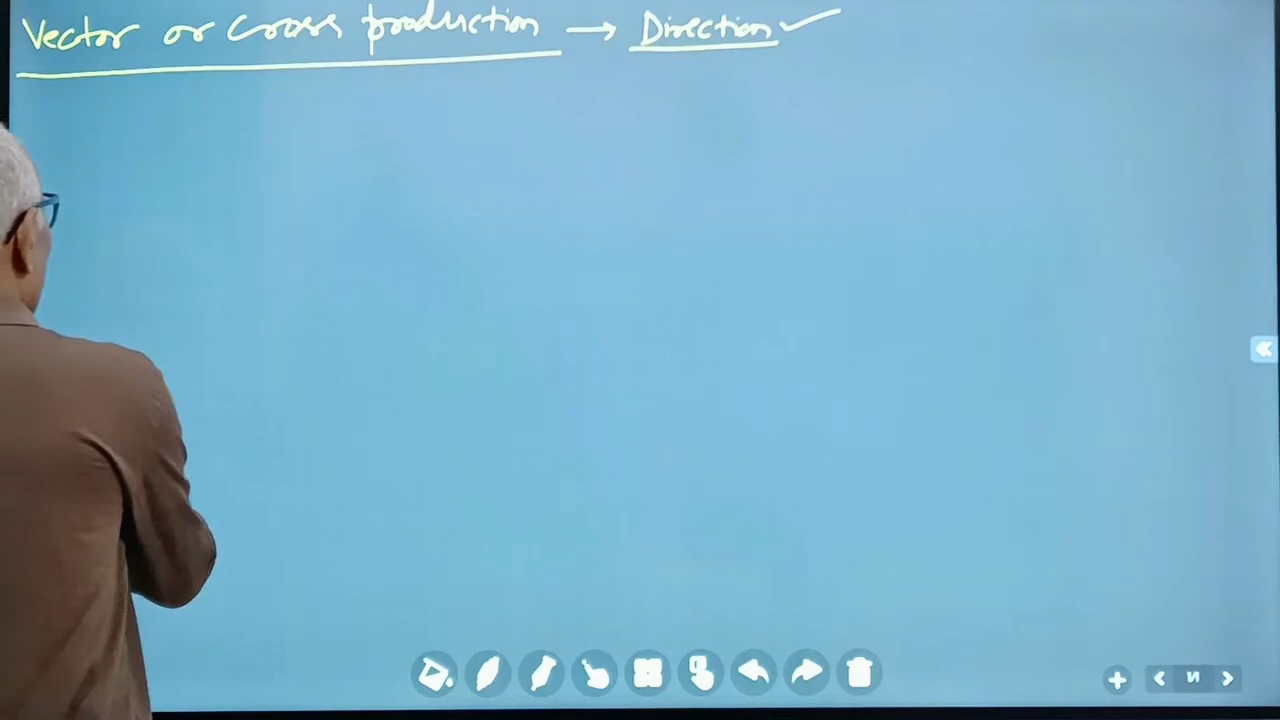 Vector or cross production → Direction ✓